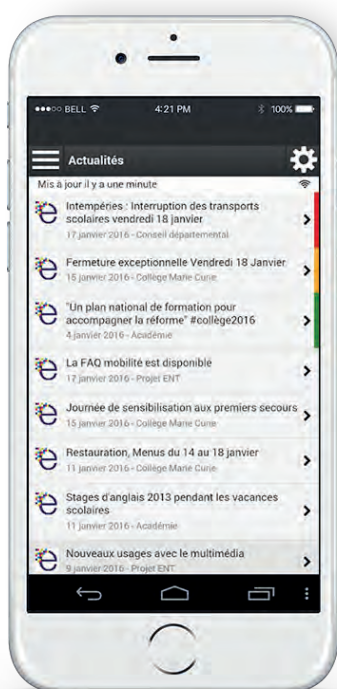 BELL 4:21 PM 100%
Actualités
Mis à jour il y a une minute
Intempéries : Interruption des transports
scolaires vendredi 18 janvier
17 janvier 2016 - Conseil départemental
Fermeture exceptionnelle Vendredi 18 Janvier
15 janvier 2016 - Collège Marie Curie
"Un plan national de formation pour
accompagner la réforme" #collège2016
4 janvier 2016 - Académie
La FAQ mobilité est disponible
17 janvier 2016 - Projet ENT
Journée de sensibilisation aux premiers secours
15 janvier 2016 - Collège Marie Curie
Restauration, Menus du 14 au 18 janvier
11 janvier 2016 - Collège Marie Curie
Stages d'anglais 2013 pendant les vacances
scolaires
11 janvier 2016 - Académie
Nouveaux usages avec le multimédia
9 janvier 2016 - Projet ENT